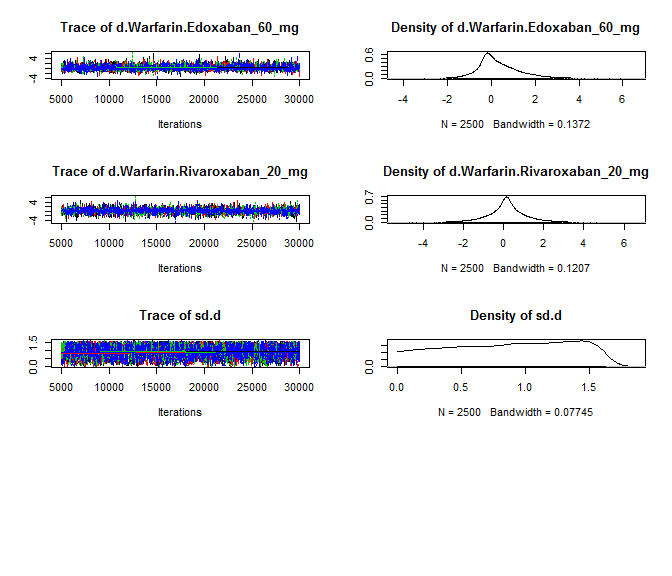 Trace of d.Warfarin.Edoxaban_60_mg
-4 4
5000 10000 15000 20000 25000 30000
Iterations
Density of d.Warfarin.Edoxaban_60_mg
0.0 0.6
-4 -2 0 2 4 6
N = 2500 Bandwidth = 0.1372
Trace of d.Warfarin.Rivaroxaban_20_mg
-4 4
5000 10000 15000 20000 25000 30000
Iterations
Density of d.Warfarin.Rivaroxaban_20_mg
0.0 0.7
-4 -2 0 2 4 6
N = 2500 Bandwidth = 0.1207
Trace of sd.d
0.0 1.5
5000 10000 15000 20000 25000 30000
Iterations
Density of sd.d
0.0
0.0 0.5 1.0 1.5
N = 2500 Bandwidth = 0.07745